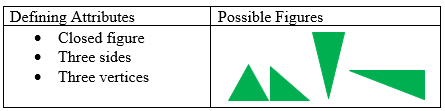 Defining Attributes
Possible Figures
• Closed figure
• Three sides
• Three vertices